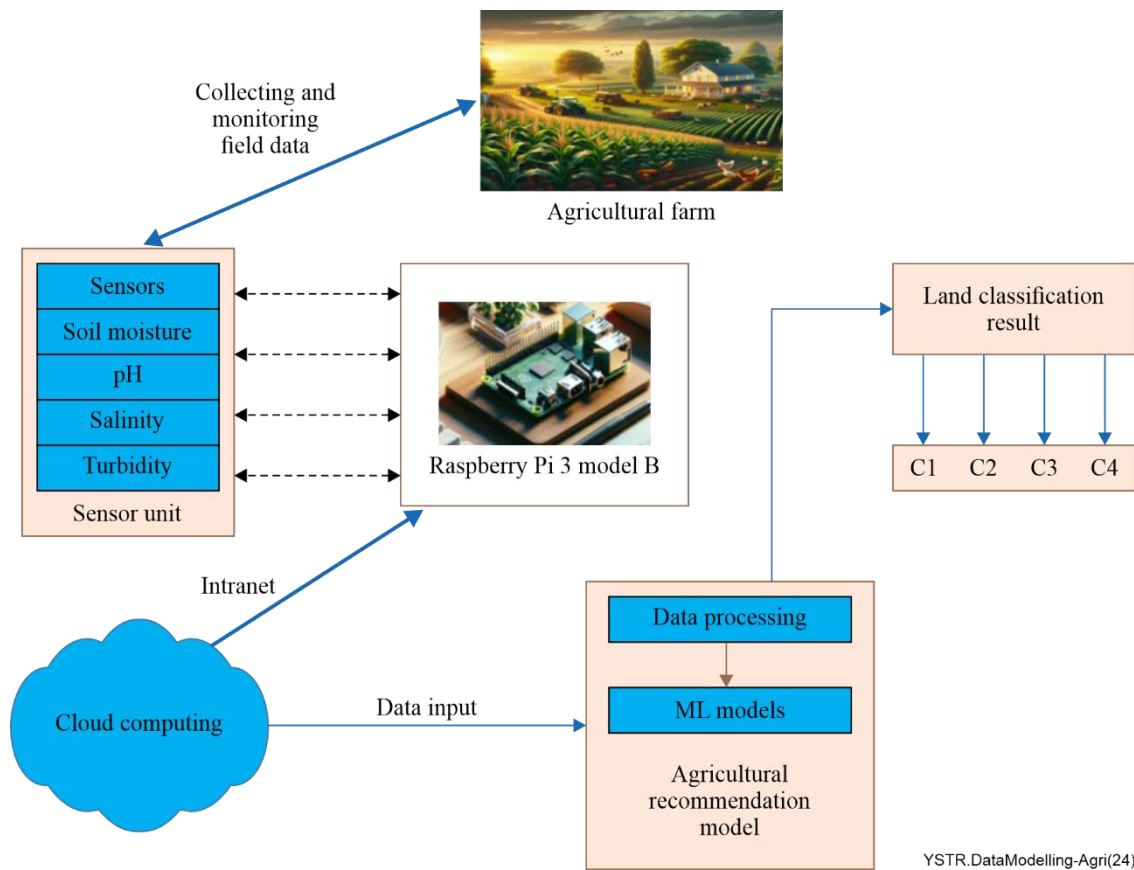 Collecting and
monitoring
field data
Agricultural farm
Sensors
Soil moisture
pH
Salinity
Turbidity
Sensor unit
Raspberry Pi 3 model B
Land classification
result
C1 C2 C3 C4
Intranet
Cloud computing
Data input
Data processing
ML models
Agricultural
recommendation
model
YSTR.DataModelling-Agri(24)